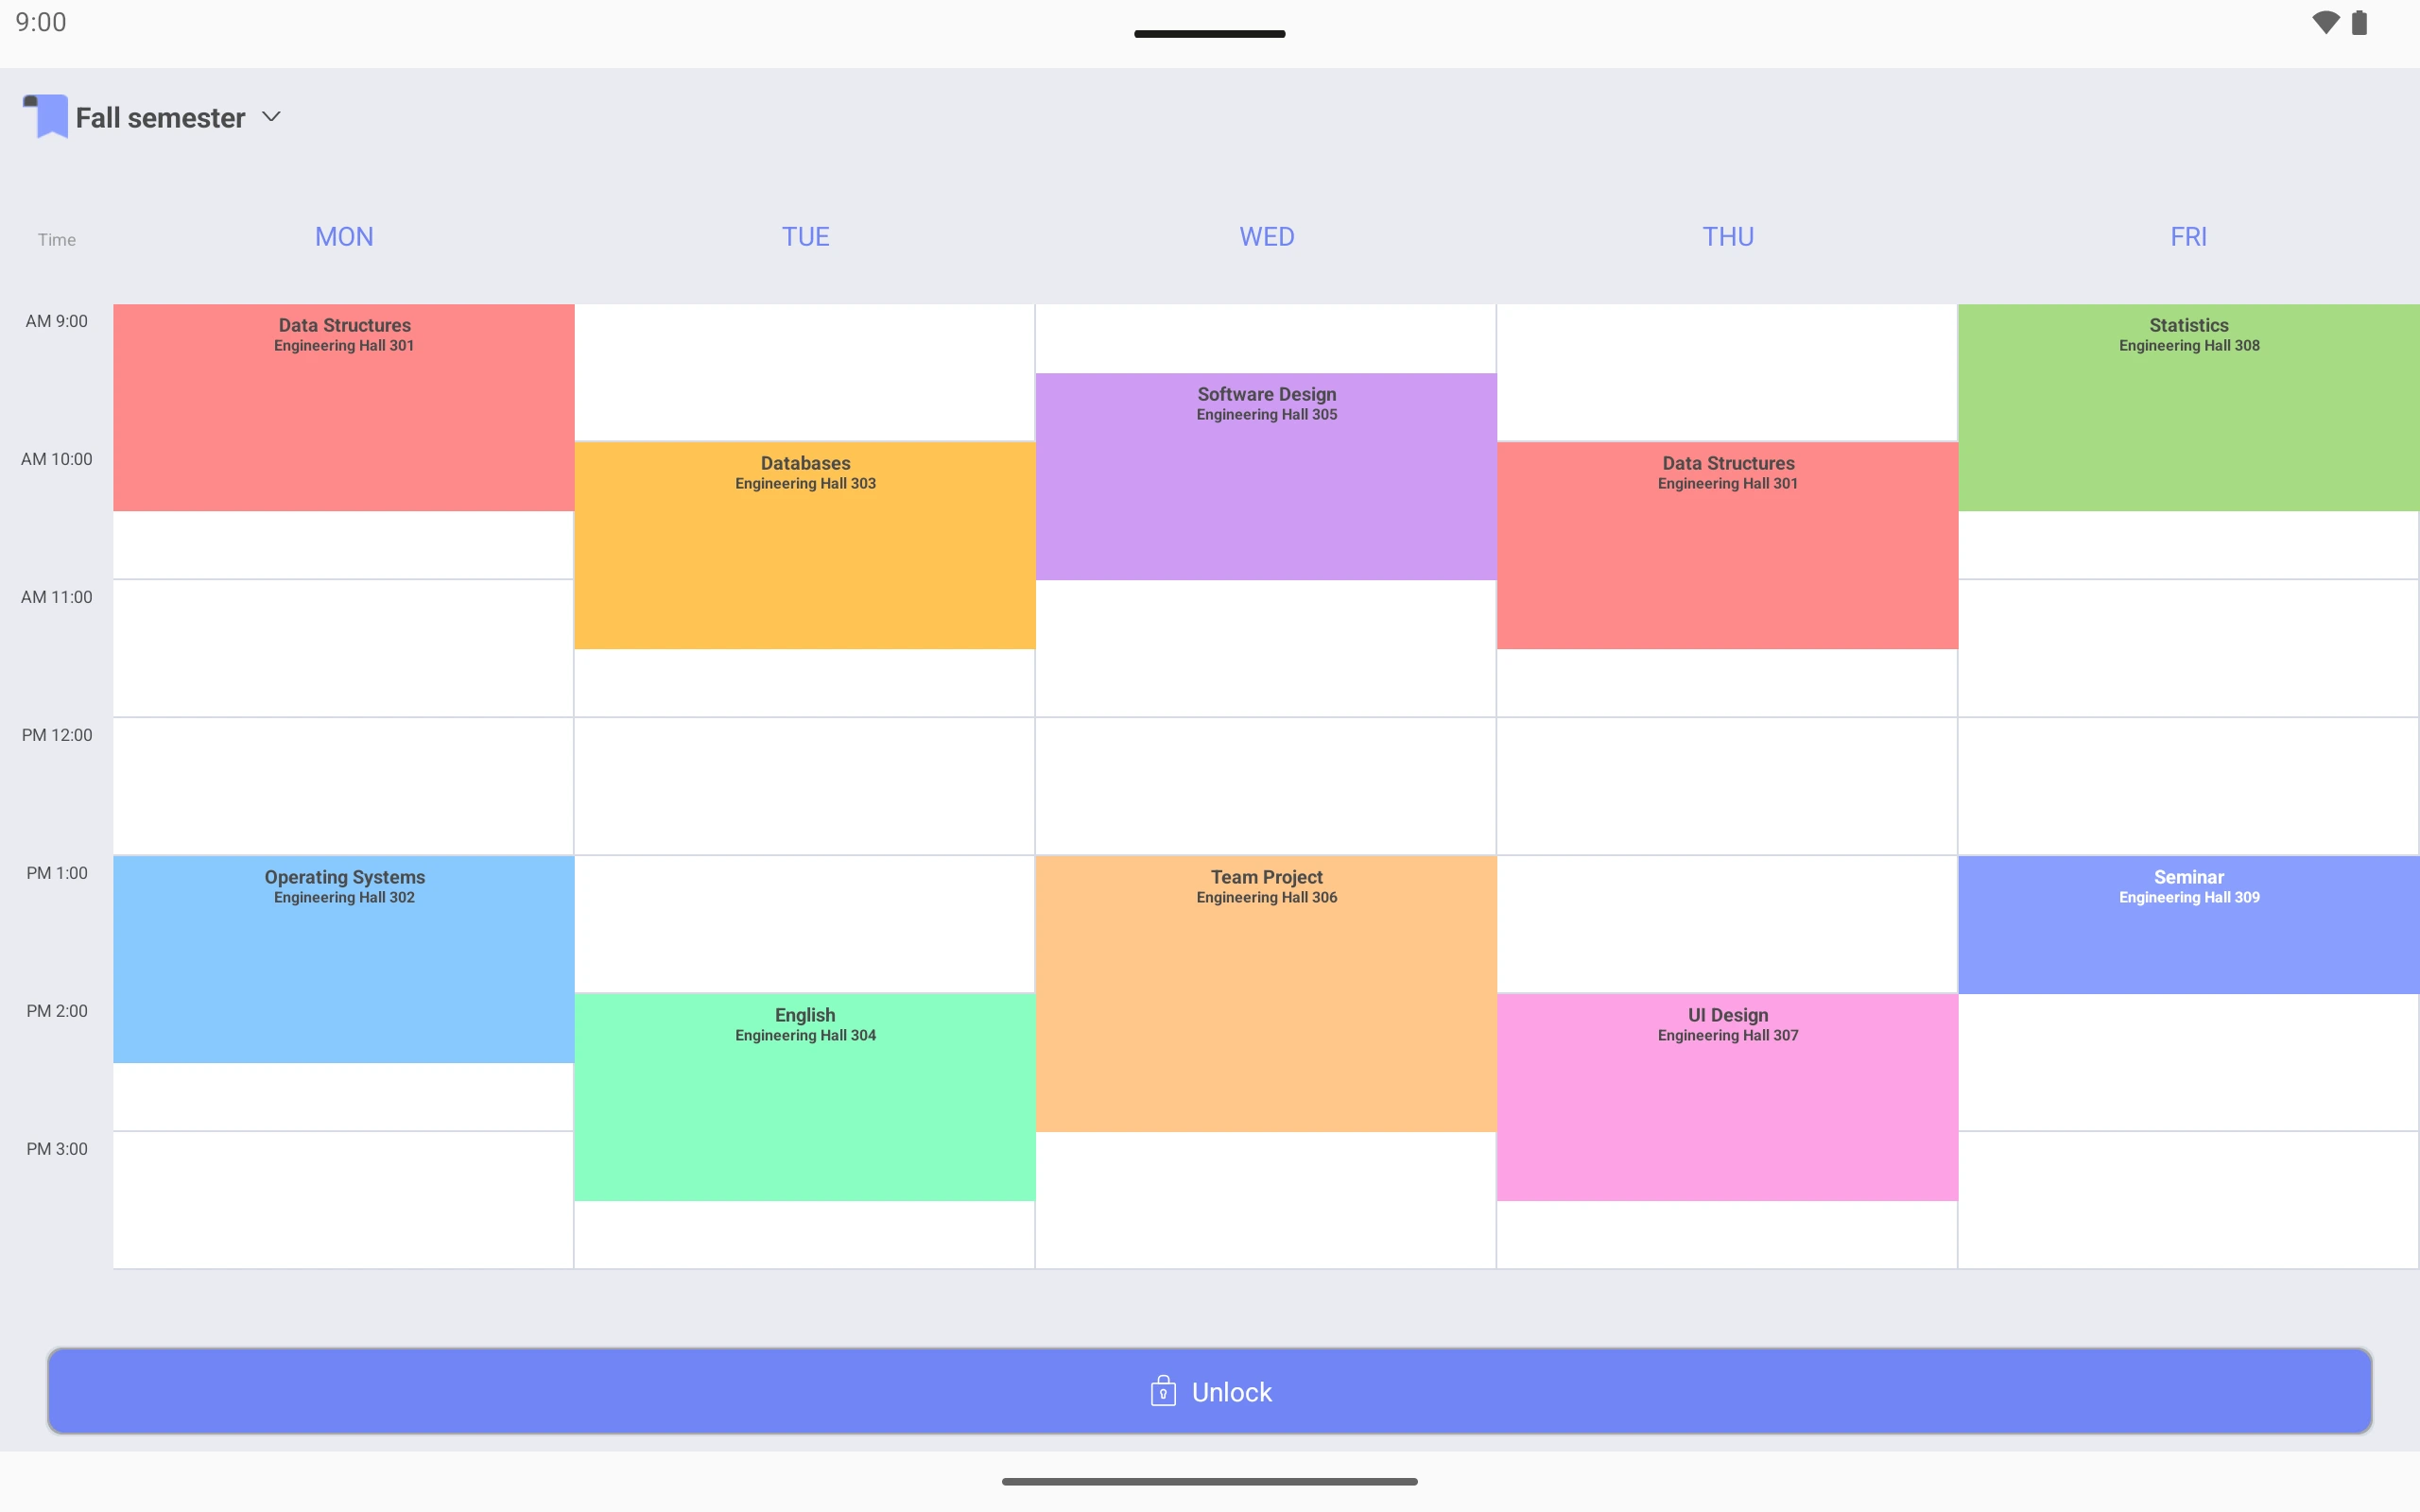 9:00
Fall semester
Time MON TUE WED THU FRI
AM 9:00
Data Structures
Engineering Hall 301
Statistics
Engineering Hall 308
Software Design
Engineering Hall 305
AM 10:00
Databases
Engineering Hall 303
Data Structures
Engineering Hall 301
AM 11:00
PM 12:00
PM 1:00
Operating Systems
Engineering Hall 302
Team Project
Engineering Hall 306
Seminar
Engineering Hall 309
PM 2:00
English
Engineering Hall 304
UI Design
Engineering Hall 307
PM 3:00
Unlock